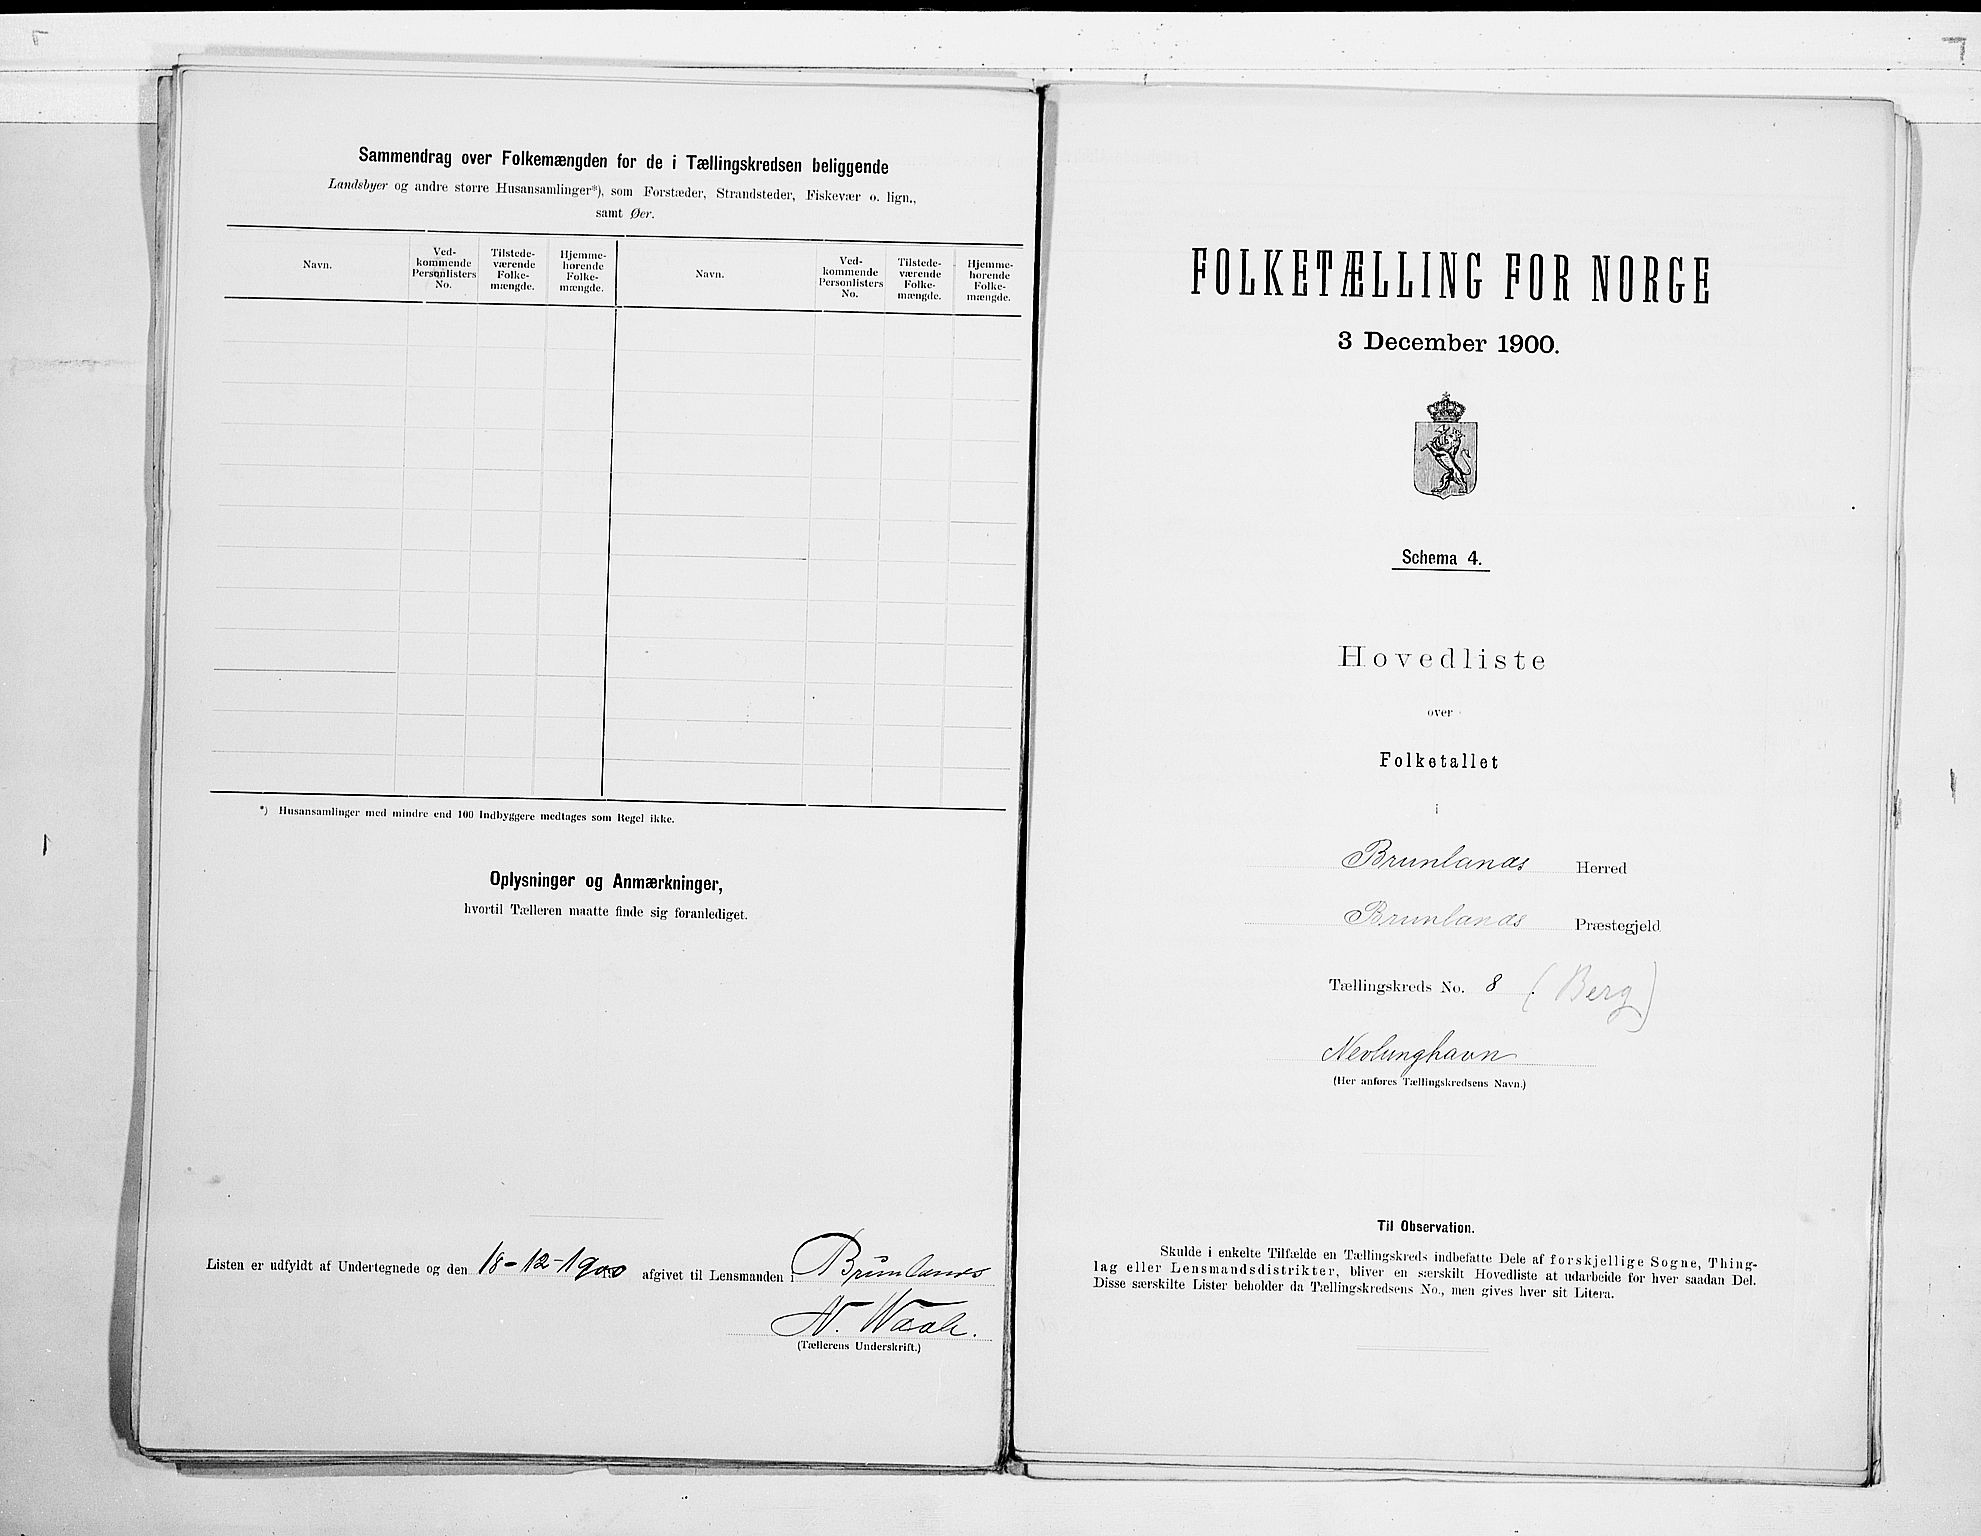 Sammendrag over Folkemængden for de i Tællingskredsen beliggende
Landsbyer og andre større Husansamlinger*), som Forstæder, Strandsteder, Fiskevær o. lign.,
samt Øer.
Navn.
Ved-
kommende
Personlisters
No.
Tilstede-
værende
Folke-
mængde.
Hjemme-
hørende
Folke-
mængde.
Navn.
Ved-
kommende
Personlisters
No.
Tilstede-
værende
Folke-
mængde.
Hjemme-
hørende
Folke-
mængde.
*) Husansamlinger med mindre end 100 Indbyggere medtages som Regel ikke.
Oplysninger og Anmærkninger,
hvortil Tælleren maatte finde sig foranlediget.
Listen er udfyldt af Undertegnede og den 18-12-1900 afgivet til Lensmanden i Brunlanæs
N.
(Tællerens Underskrift.)
FOLKETÆLLING FOR NORGE
3 December 1900.
Schema 4.
Hovedliste
over
Folketallet
i
Brunlanæs Herred
Brunlanæs Præstegjeld
Tællingskreds No. 8 (Berg)
Nevlunghavn
(Her anføres Tællingskredsens Navn.)
Til Observation.
Skulde i enkelte Tilfælde en Tællingskreds indbefatte Dele af forskjellige Sogne, Thing-
lag eller Lensmandsdistrikter, bliver en særskilt Hovedliste at udarbeide for hver saadan Del.
Disse særskilte Lister beholder da Tællingskredsens No., men gives hver sit Litera.